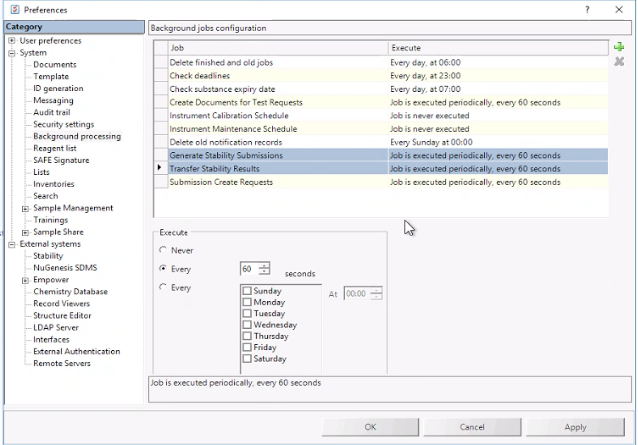 Preferences
Category
Background jobs configuration
User preferences
System
Documents
Template
ID generation
Messaging
Audit trail
Security settings
Background processing
Reagent list
SAFE Signature
Lists
Inventories
Search
Sample Management
Trainings
Sample Share
External systems
Stability
NuGenesis SDMS
Empower
Chemistry Database
Record Viewers
Structure Editor
LDAP Server
Interfaces
External Authentication
Remote Servers
Job Execute
Delete finished and old jobs Every day, at 06:00
Check deadlines Every day, at 23:00
Check substance expiry date Every day, at 07:00
Create Documents for Test Requests Job is executed periodically, every 60 seconds
Instrument Calibration Schedule Job is never executed
Instrument Maintenance Schedule Job is never executed
Delete old notification records Every Sunday at 00:00
Generate Stability Submissions Job is executed periodically, every 60 seconds
Transfer Stability Results Job is executed periodically, every 60 seconds
Submission Create Requests Job is executed periodically, every 60 seconds
Execute
Never
Every 60 seconds
Every
Sunday
Monday
Tuesday
Wednesday
Thursday
Friday
Saturday
At 00:00
Job is executed periodically, every 60 seconds
OK Cancel Apply